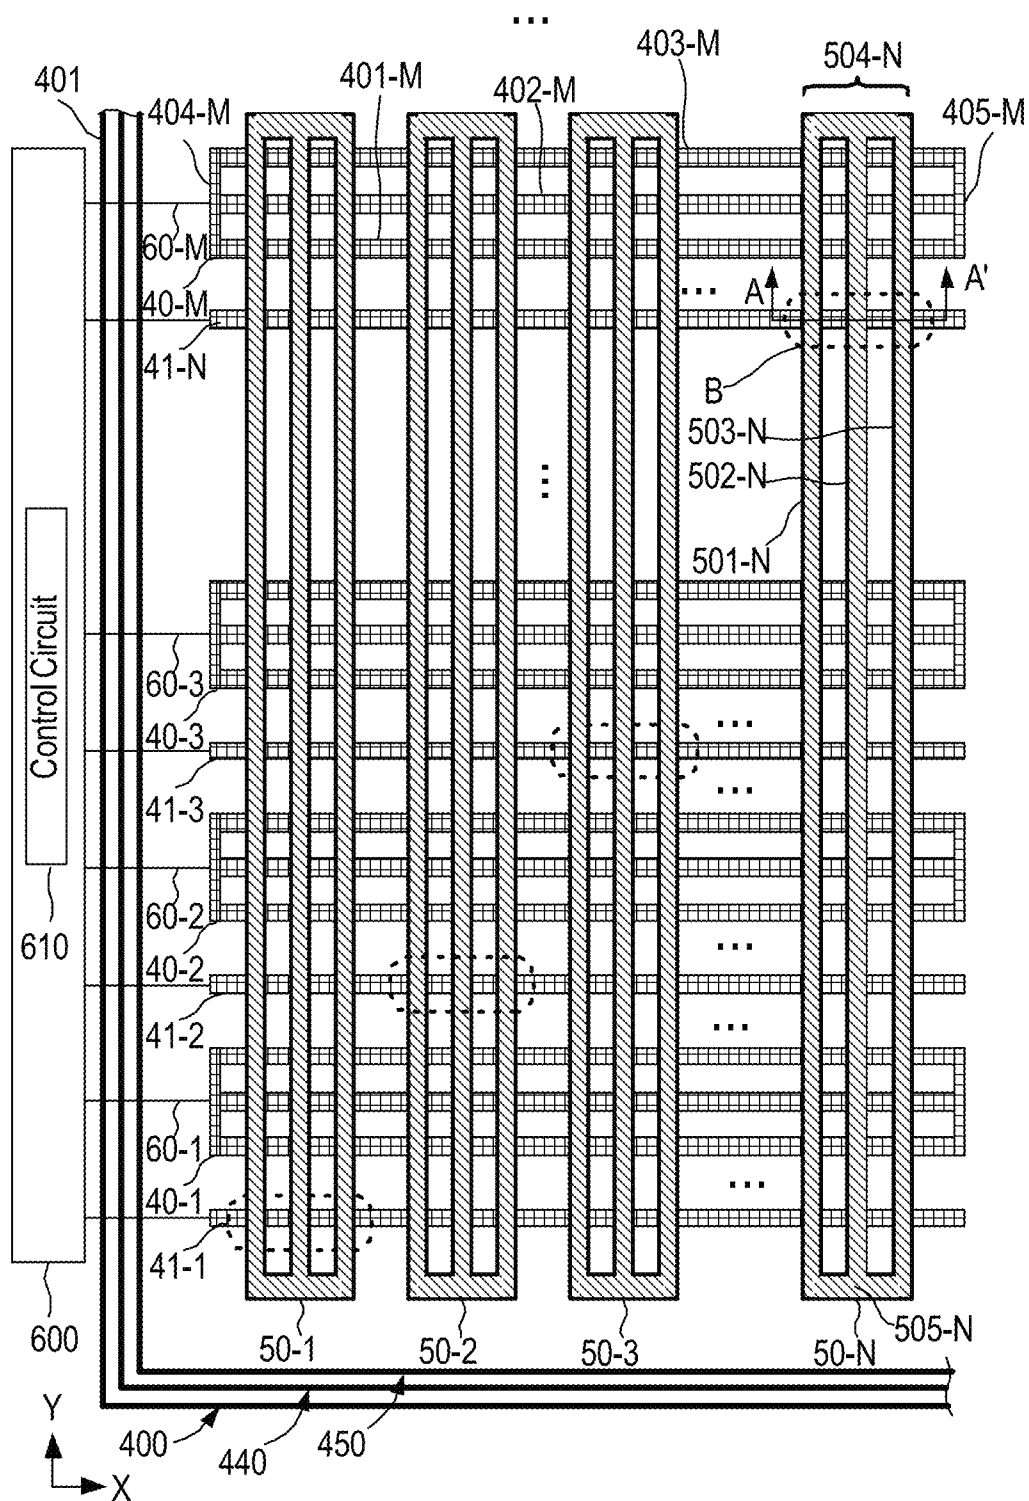 ...
403-M
504-N
401
401-M
404-M
402-M
405-M
60-M
40-M
...
A
A'
41-N
B
503-N
502-N
...
501-N
Control Circuit
60-3
40-3
...
41-3
...
60-2
610
40-2
...
41-2
...
60-1
40-1
...
41-1
600
50-1
50-2
50-3
50-N
505-N
Y
400
440
450
X